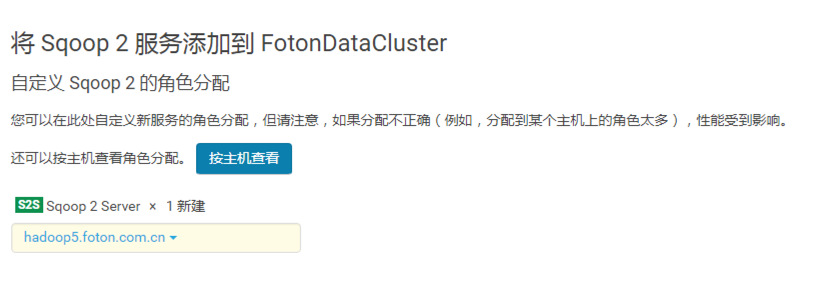 将 Sqoop 2 服务添加到 FotonDataCluster
自定义 Sqoop 2 的角色分配
您可以在此处自定义新服务的角色分配，但请注意，如果分配不正确（例如，分配到某个主机上的角色太多），性能受到影响。
还可以按主机查看角色分配。 按主机查看
S2S Sqoop 2 Server × 1 新建
hadoop5.foton.com.cn